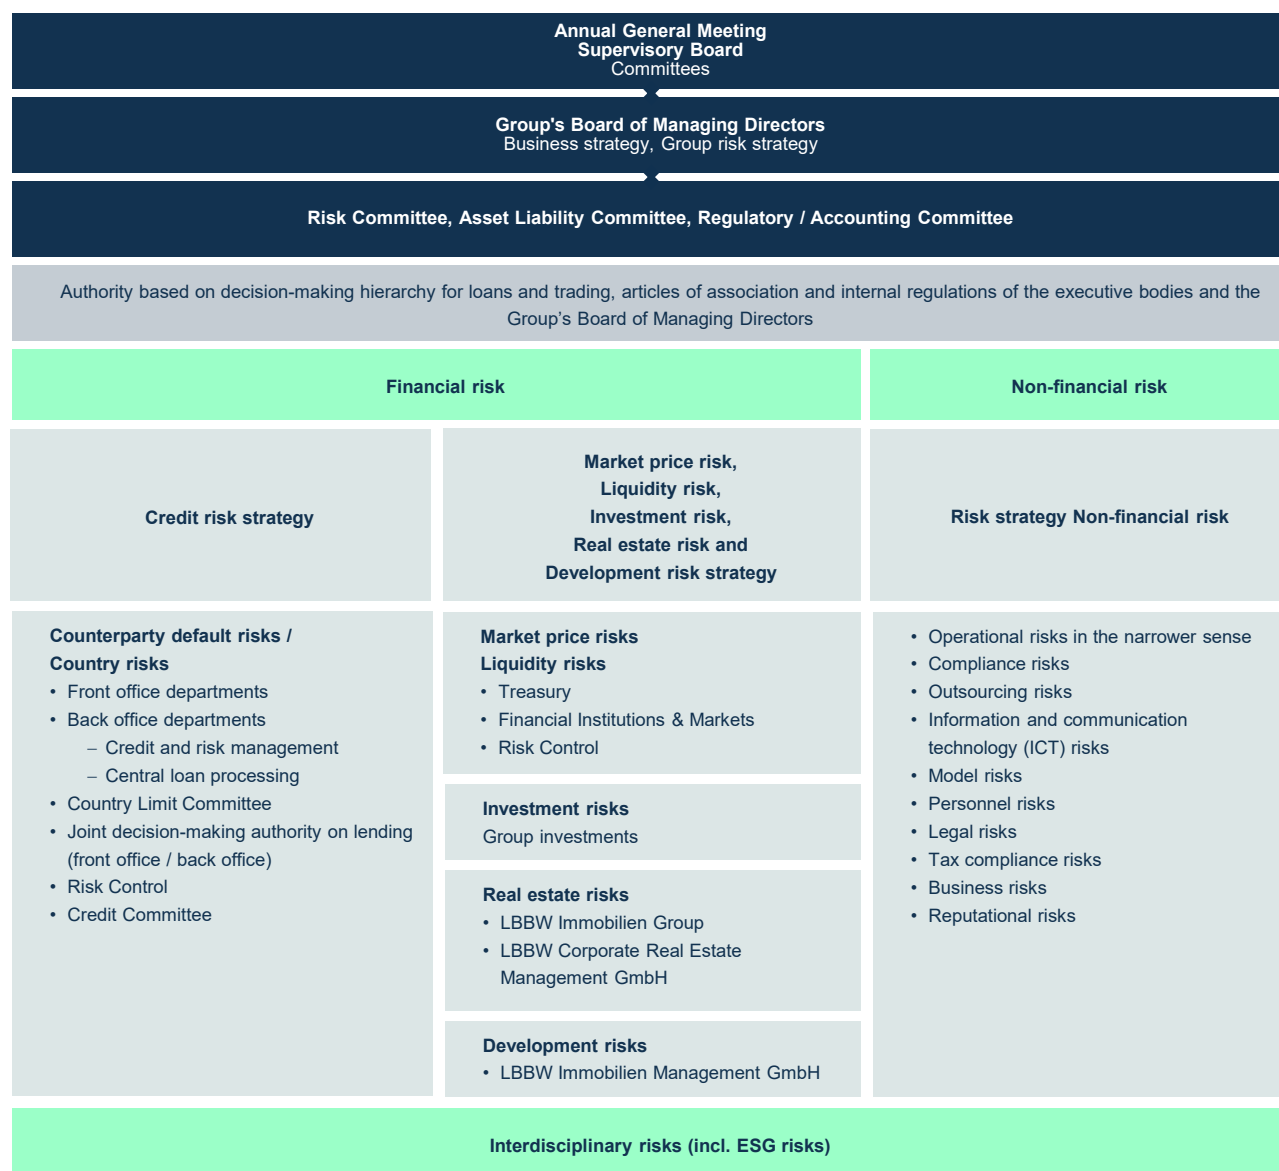 Annual General Meeting
Supervisory Board
Committees
Group's Board of Managing Directors
Business strategy, Group risk strategy
Risk Committee, Asset Liability Committee, Regulatory / Accounting Committee
Authority based on decision-making hierarchy for loans and trading, articles of association and internal regulations of the executive bodies and the
Group’s Board of Managing Directors
Financial risk
Non-financial risk
Credit risk strategy
Market price risk,
Liquidity risk,
Investment risk,
Real estate risk and
Development risk strategy
Risk strategy Non-financial risk
Counterparty default risks /
Country risks
• Front office departments
• Back office departments
– Credit and risk management
– Central loan processing
• Country Limit Committee
• Joint decision-making authority on lending
(front office / back office)
• Risk Control
• Credit Committee
Market price risks
Liquidity risks
• Treasury
• Financial Institutions & Markets
• Risk Control
Investment risks
Group investments
Real estate risks
• LBBW Immobilien Group
• LBBW Corporate Real Estate
Management GmbH
Development risks
• LBBW Immobilien Management GmbH
• Operational risks in the narrower sense
• Compliance risks
• Outsourcing risks
• Information and communication
technology (ICT) risks
• Model risks
• Personnel risks
• Legal risks
• Tax compliance risks
• Business risks
• Reputational risks
Interdisciplinary risks (incl. ESG risks)